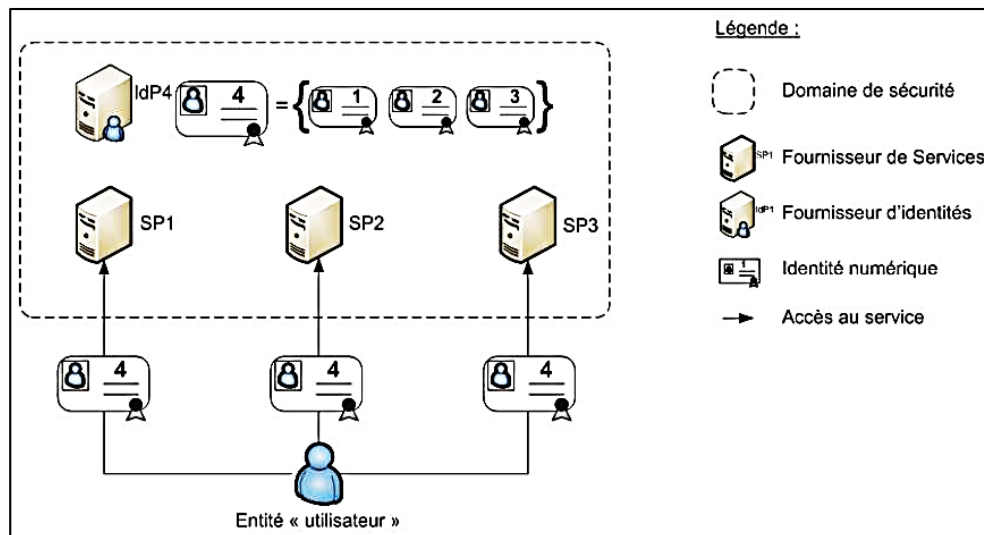 Légende :
Domaine de sécurité
SP1 Fournisseur de Services
IdP1 Fournisseur d'identités
1 Identité numérique
Accès au service
IdP4 4 = { 1 2 3 }
SP1 SP2 SP3
4 4 4
Entité « utilisateur »